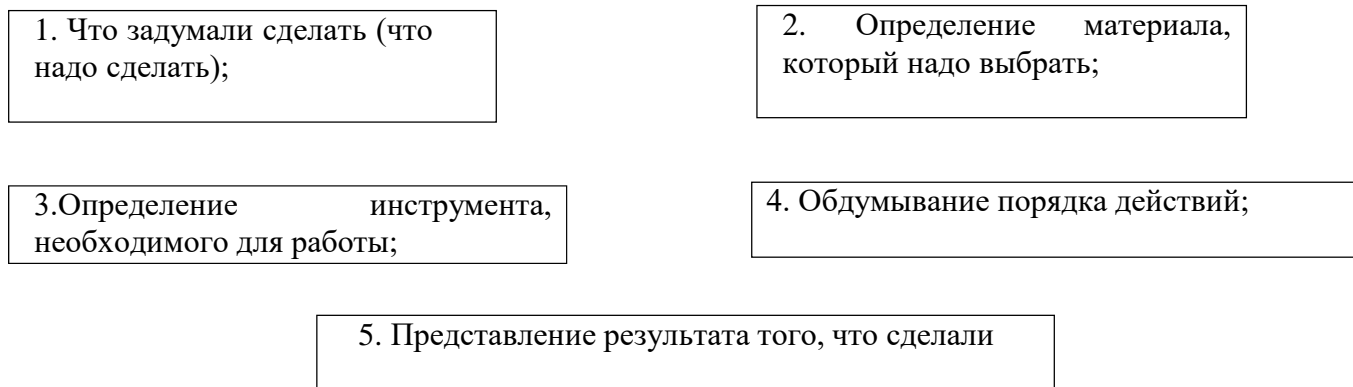 1. Что задумали сделать (что
надо сделать);
2. Определение материала,
который надо выбрать;
3.Определение инструмента,
необходимого для работы;
4. Обдумывание порядка действий;
5. Представление результата того, что сделали